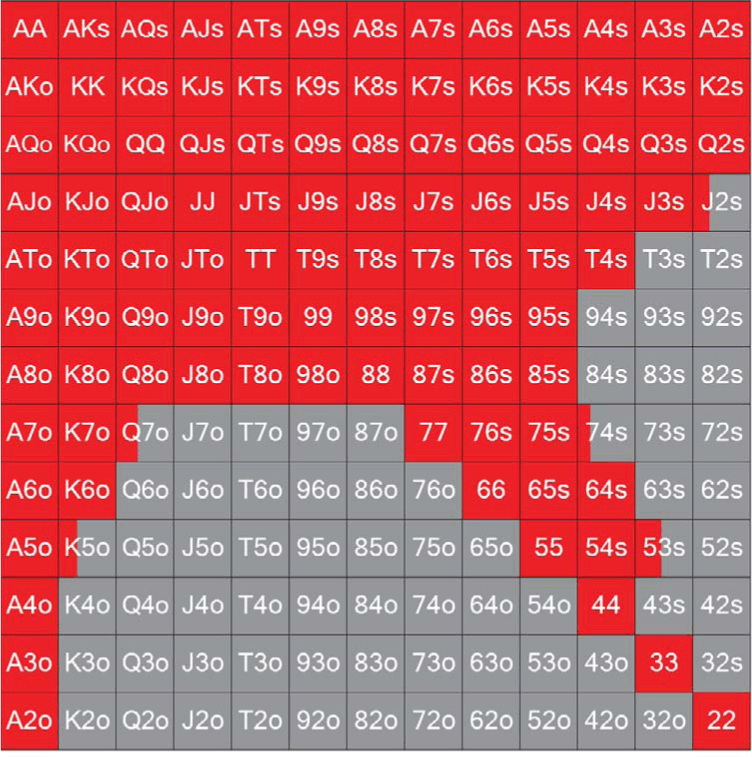 AA AKs AQs AJs ATs A9s A8s A7s A6s A5s A4s A3s A2s
AKo KK KQs KJs KTs K9s K8s K7s K6s K5s K4s K3s K2s
AQo KQo QQ QJs QTs Q9s Q8s Q7s Q6s Q5s Q4s Q3s Q2s
AJo KJo QJo JJ JTs J9s J8s J7s J6s J5s J4s J3s J2s
ATo KTo QTo JTo TT T9s T8s T7s T6s T5s T4s T3s T2s
A9o K9o Q9o J9o T9o 99 98s 97s 96s 95s 94s 93s 92s
A8o K8o Q8o J8o T8o 98o 88 87s 86s 85s 84s 83s 82s
A7o K7o Q7o J7o T7o 97o 87o 77 76s 75s 74s 73s 72s
A6o K6o Q6o J6o T6o 96o 86o 76o 66 65s 64s 63s 62s
A5o K5o Q5o J5o T5o 95o 85o 75o 65o 55 54s 53s 52s
A4o K4o Q4o J4o T4o 94o 84o 74o 64o 54o 44 43s 42s
A3o K3o Q3o J3o T3o 93o 83o 73o 63o 53o 43o 33 32s
A2o K2o Q2o J2o T2o 92o 82o 72o 62o 52o 42o 32o 22